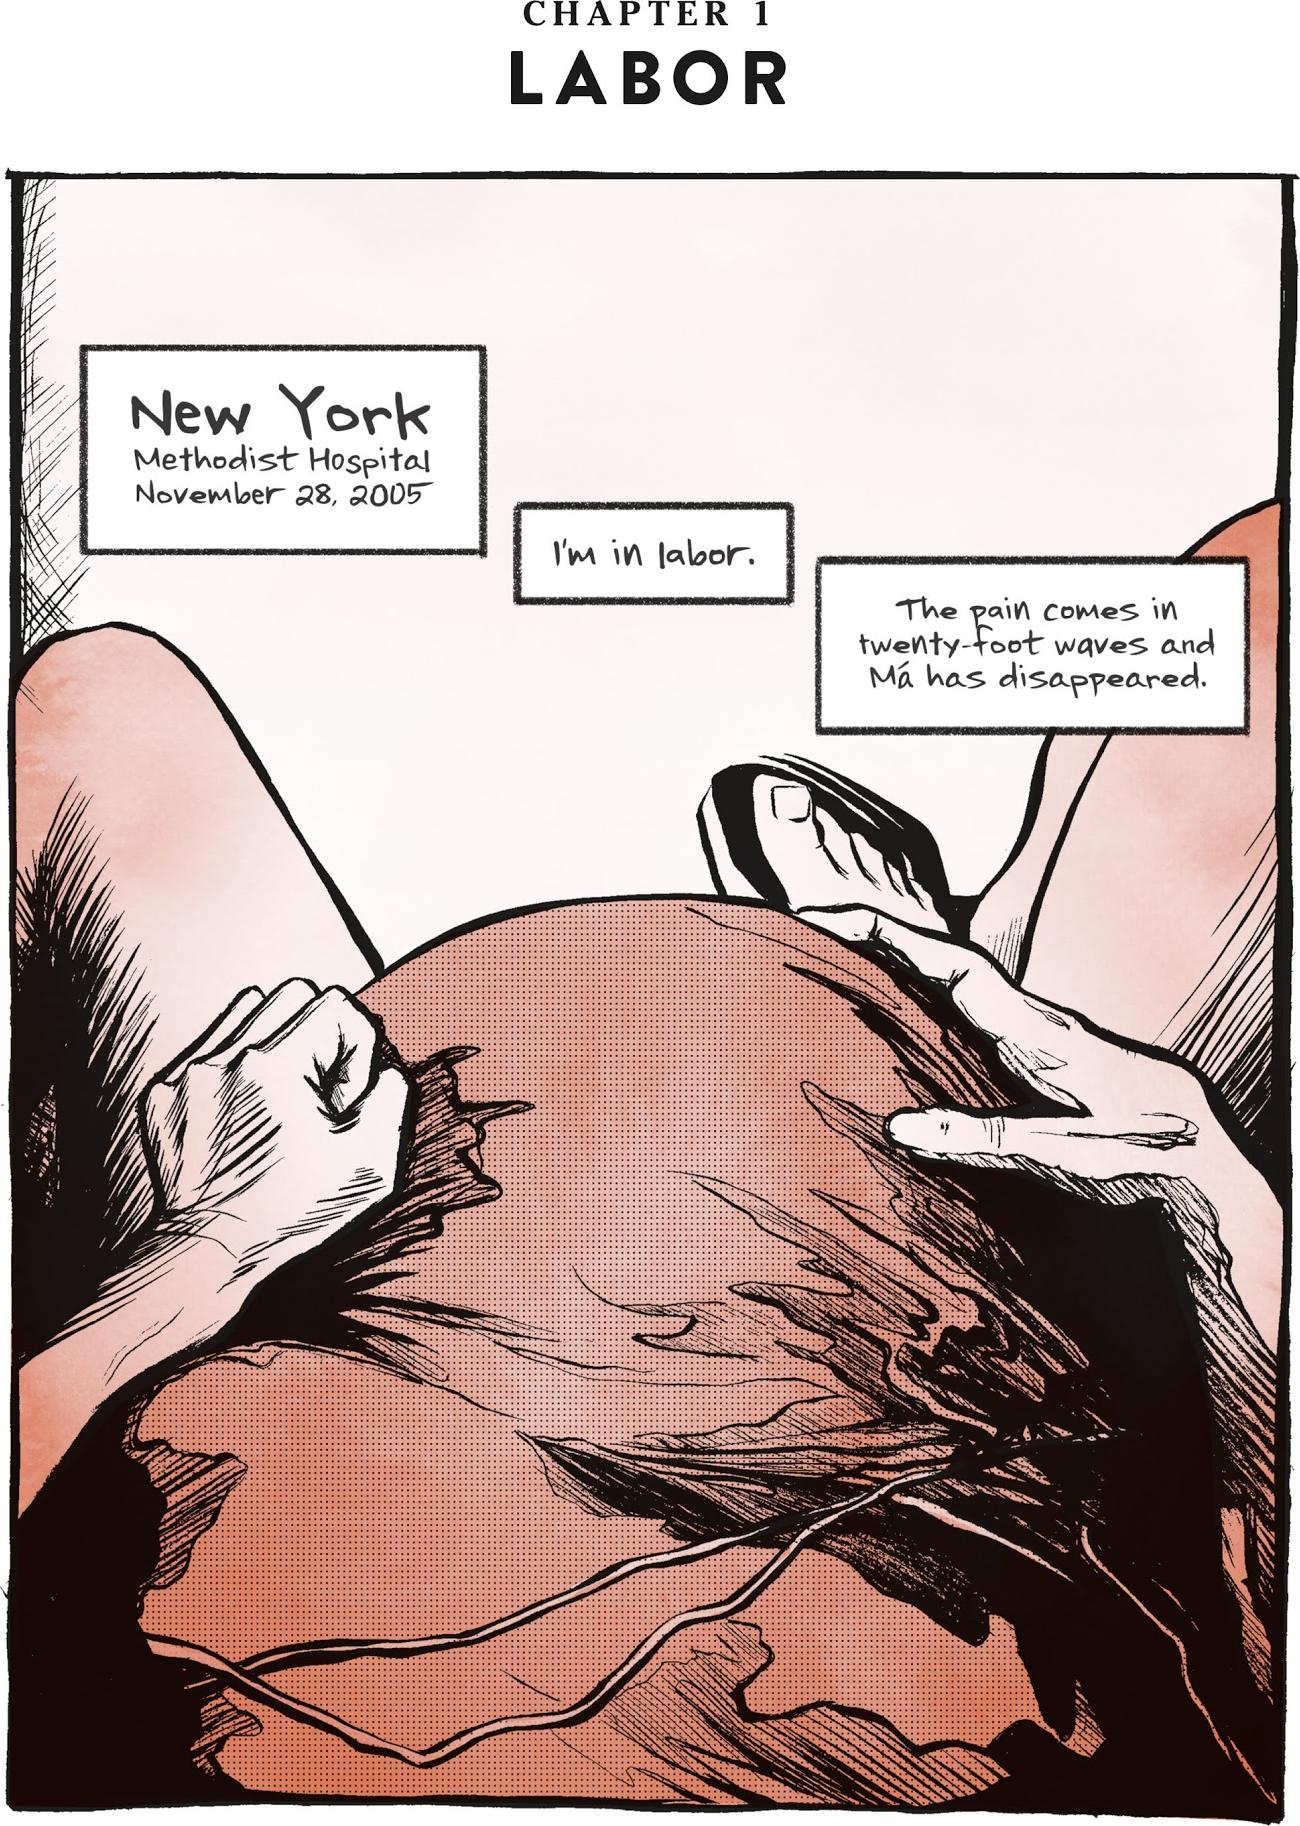 CHAPTER 1
LABOR
New York
Methodist Hospital
November 28, 2005
I'm in labor.
The pain comes in
twenty-foot waves and
Má has disappeared.